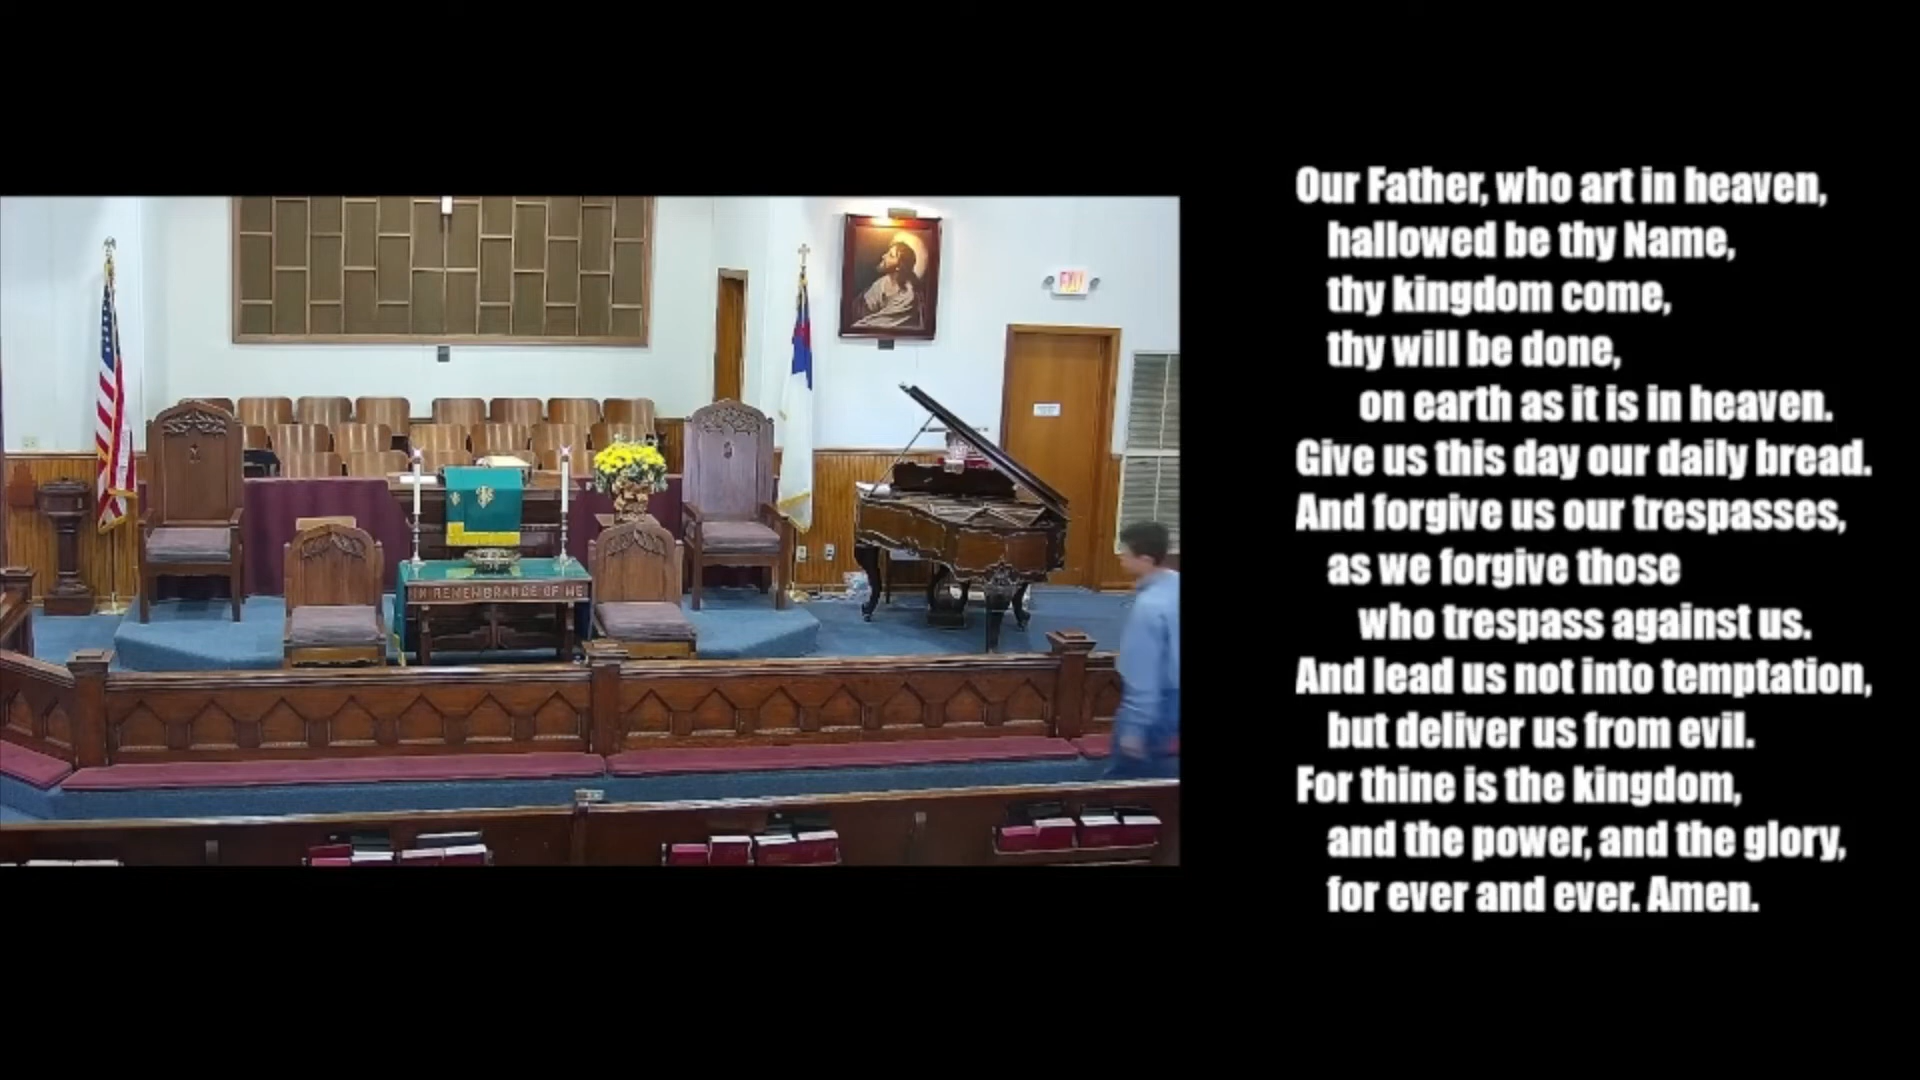 EXIT
IN REMEMBRANCE OF ME
Our Father, who art in heaven,
hallowed be thy Name,
thy kingdom come,
thy will be done,
on earth as it is in heaven.
Give us this day our daily bread.
And forgive us our trespasses,
as we forgive those
who trespass against us.
And lead us not into temptation,
but deliver us from evil.
For thine is the kingdom,
and the power, and the glory,
for ever and ever. Amen.